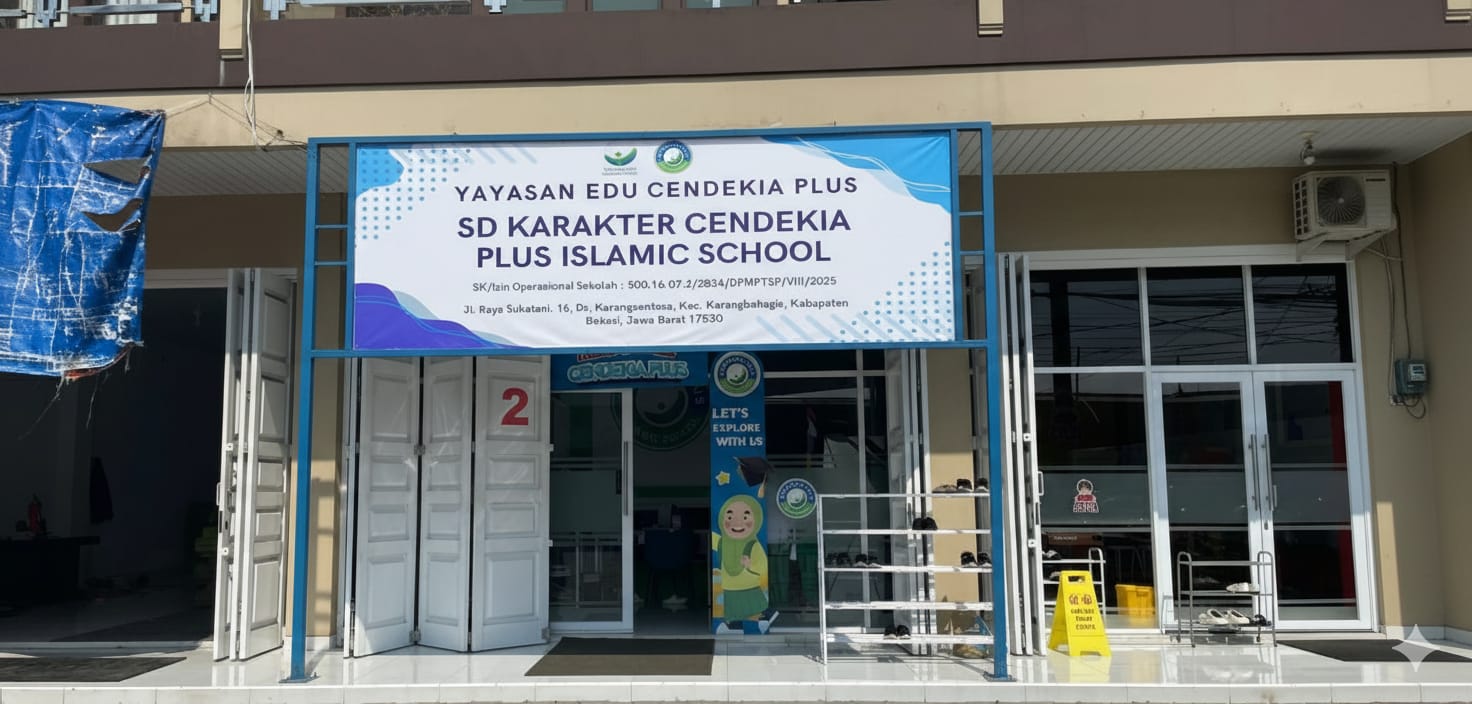 YAYASAN EDU CENDEKIA PLUS
SD KARAKTER CENDEKIA
PLUS ISLAMIC SCHOOL
SK/Izin Operasional Sekolah : 500.16.07.2/2834/DPMPTSP/VIII/2025
Jl. Raya Sukatani. 16, Ds, Karangsentosa, Kec. Karangbahagie, Kabapaten
Bekasi, Jawa Barat 17530
CENDEKIA PLUS
2
LET'S
EXPLORE
WITH US